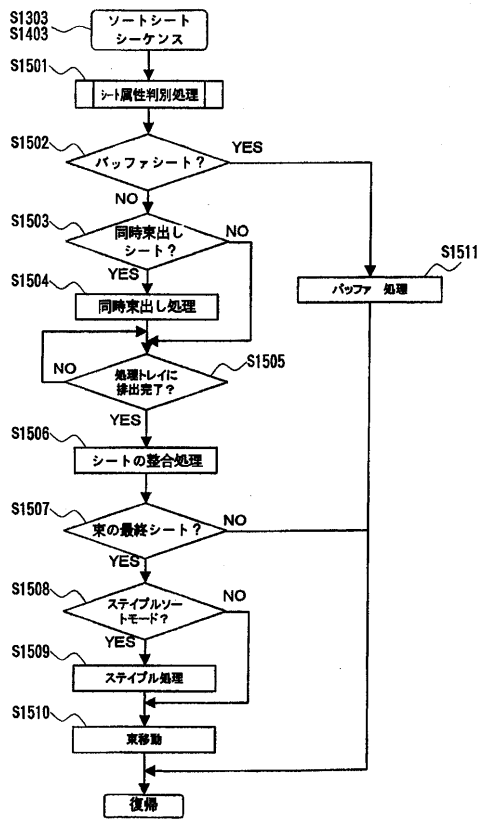 S1303
S1403
ソートシート
シーケンス
S1501
シート属性判別処理
S1502
バッファシート？
YES
NO
S1503
同時束出し
シート？
NO
YES
S1504
同時束出し処理
S1511
バッファ 処理
S1505
処理トレイに
排出完了？
NO
YES
S1506
シートの整合処理
S1507
束の最終シート？
NO
YES
S1508
ステイプルソー
トモード？
NO
YES
S1509
ステイプル処理
S1510
束移動
復帰